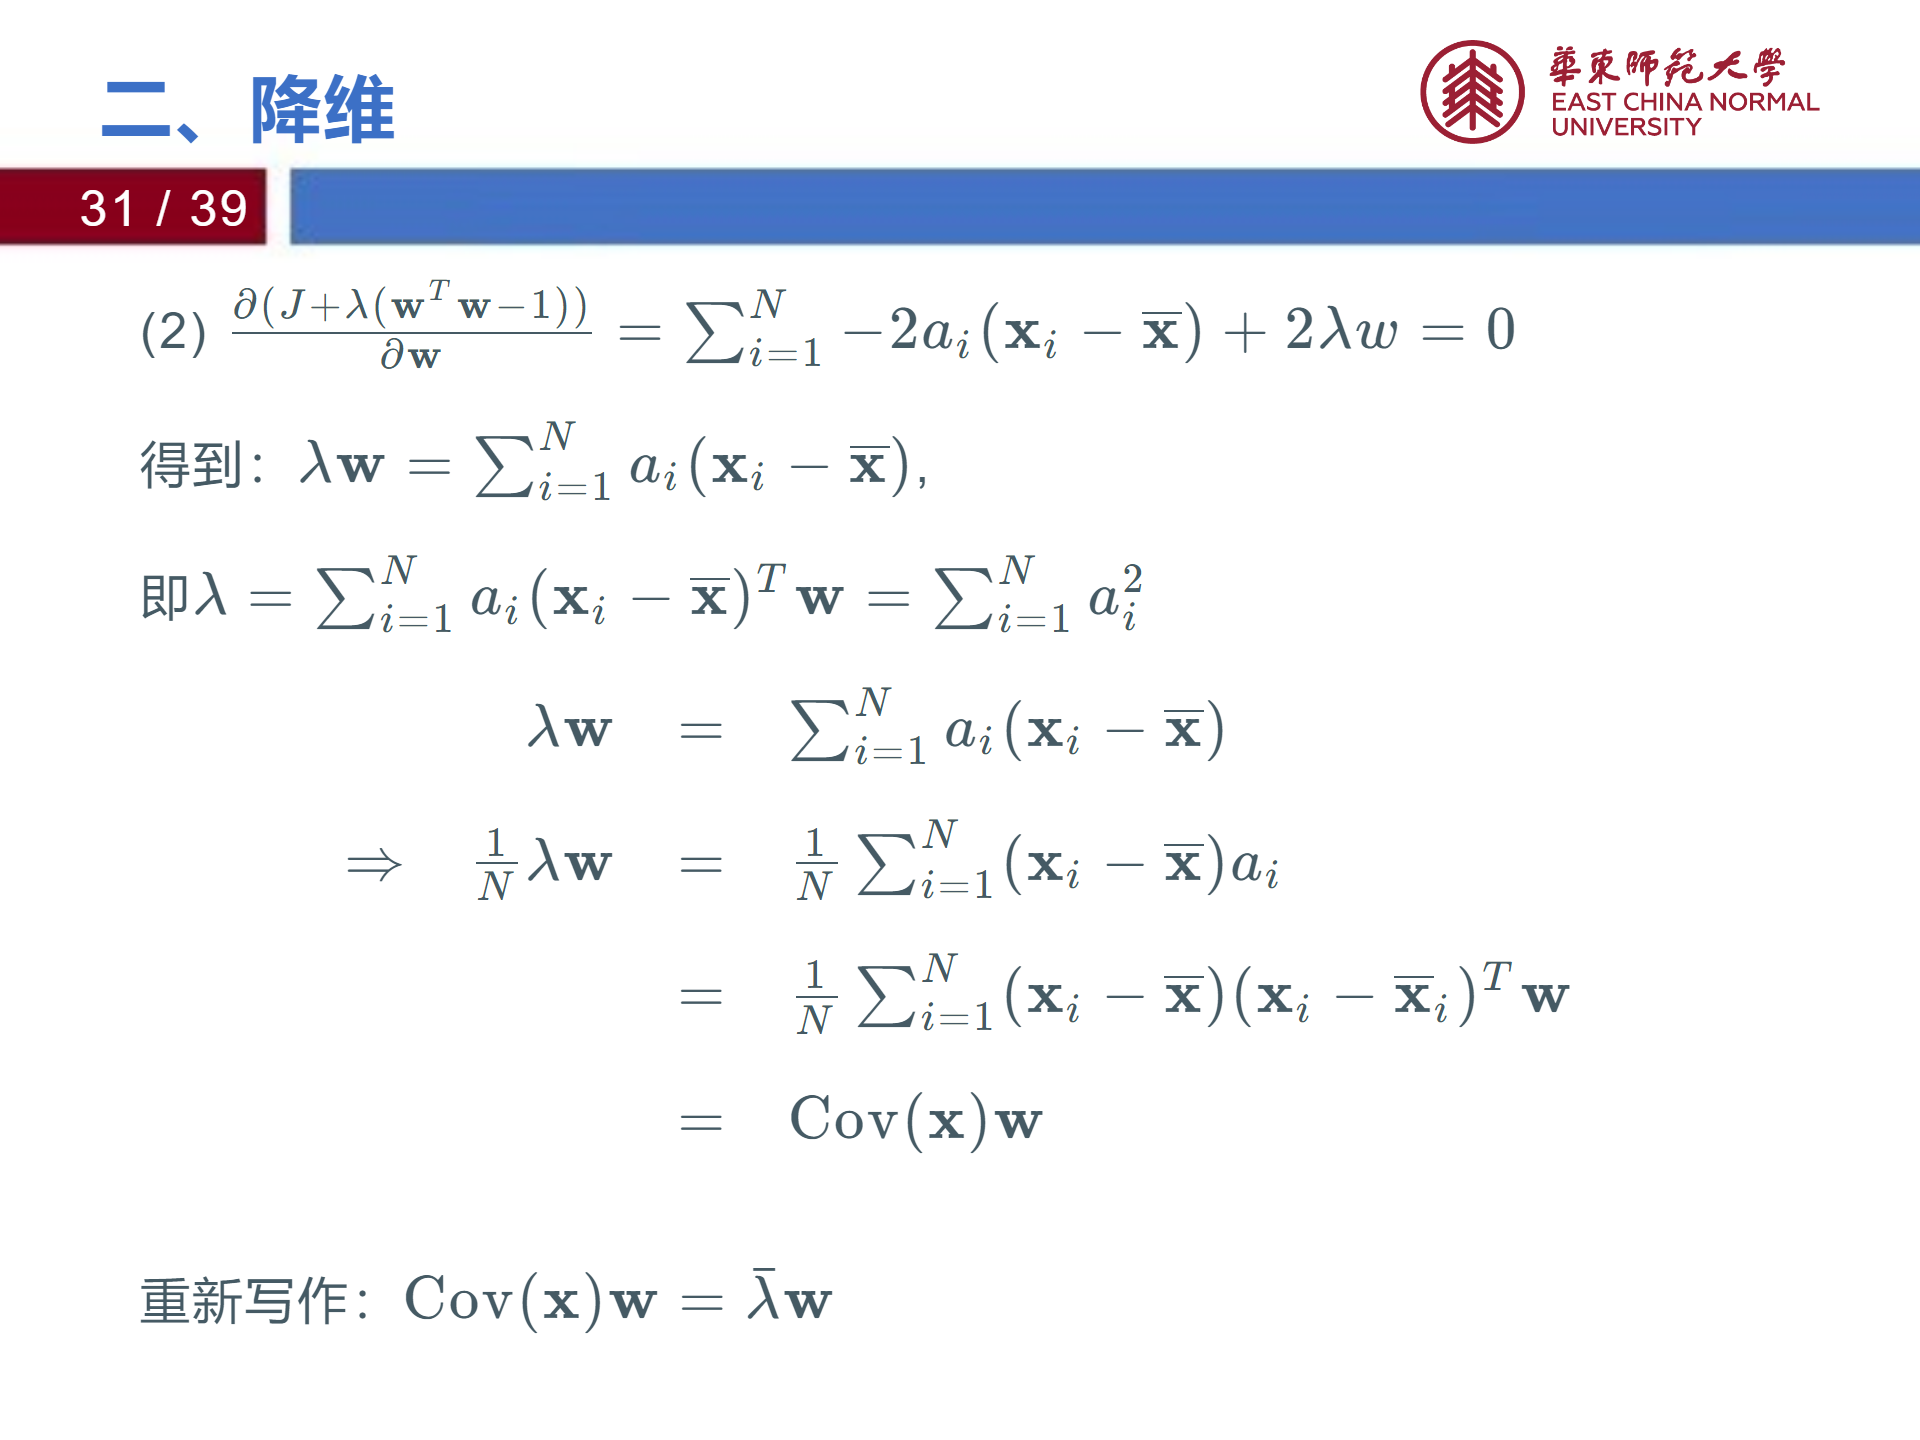 二、降维
華東師範大學
EAST CHINA NORMAL
UNIVERSITY
31 / 39
(2) ∂(J+λ(𝐰ᵀ𝐰−1))/∂𝐰 = ∑_{i=1}^{N} −2a_i(𝐱_i − x̄) + 2λw = 0
得到：λ𝐰 = ∑_{i=1}^{N} a_i(𝐱_i − x̄),
即λ = ∑_{i=1}^{N} a_i(𝐱_i − x̄)ᵀ𝐰 = ∑_{i=1}^{N} a_i^2
λ𝐰 = ∑_{i=1}^{N} a_i(𝐱_i − x̄)
⇒ 1/N λ𝐰 = 1/N ∑_{i=1}^{N}(𝐱_i − x̄)a_i
= 1/N ∑_{i=1}^{N}(𝐱_i − x̄)(𝐱_i − x̄_i)ᵀ𝐰
= Cov(𝐱)𝐰
重新写作：Cov(𝐱)𝐰 = λ̄𝐰